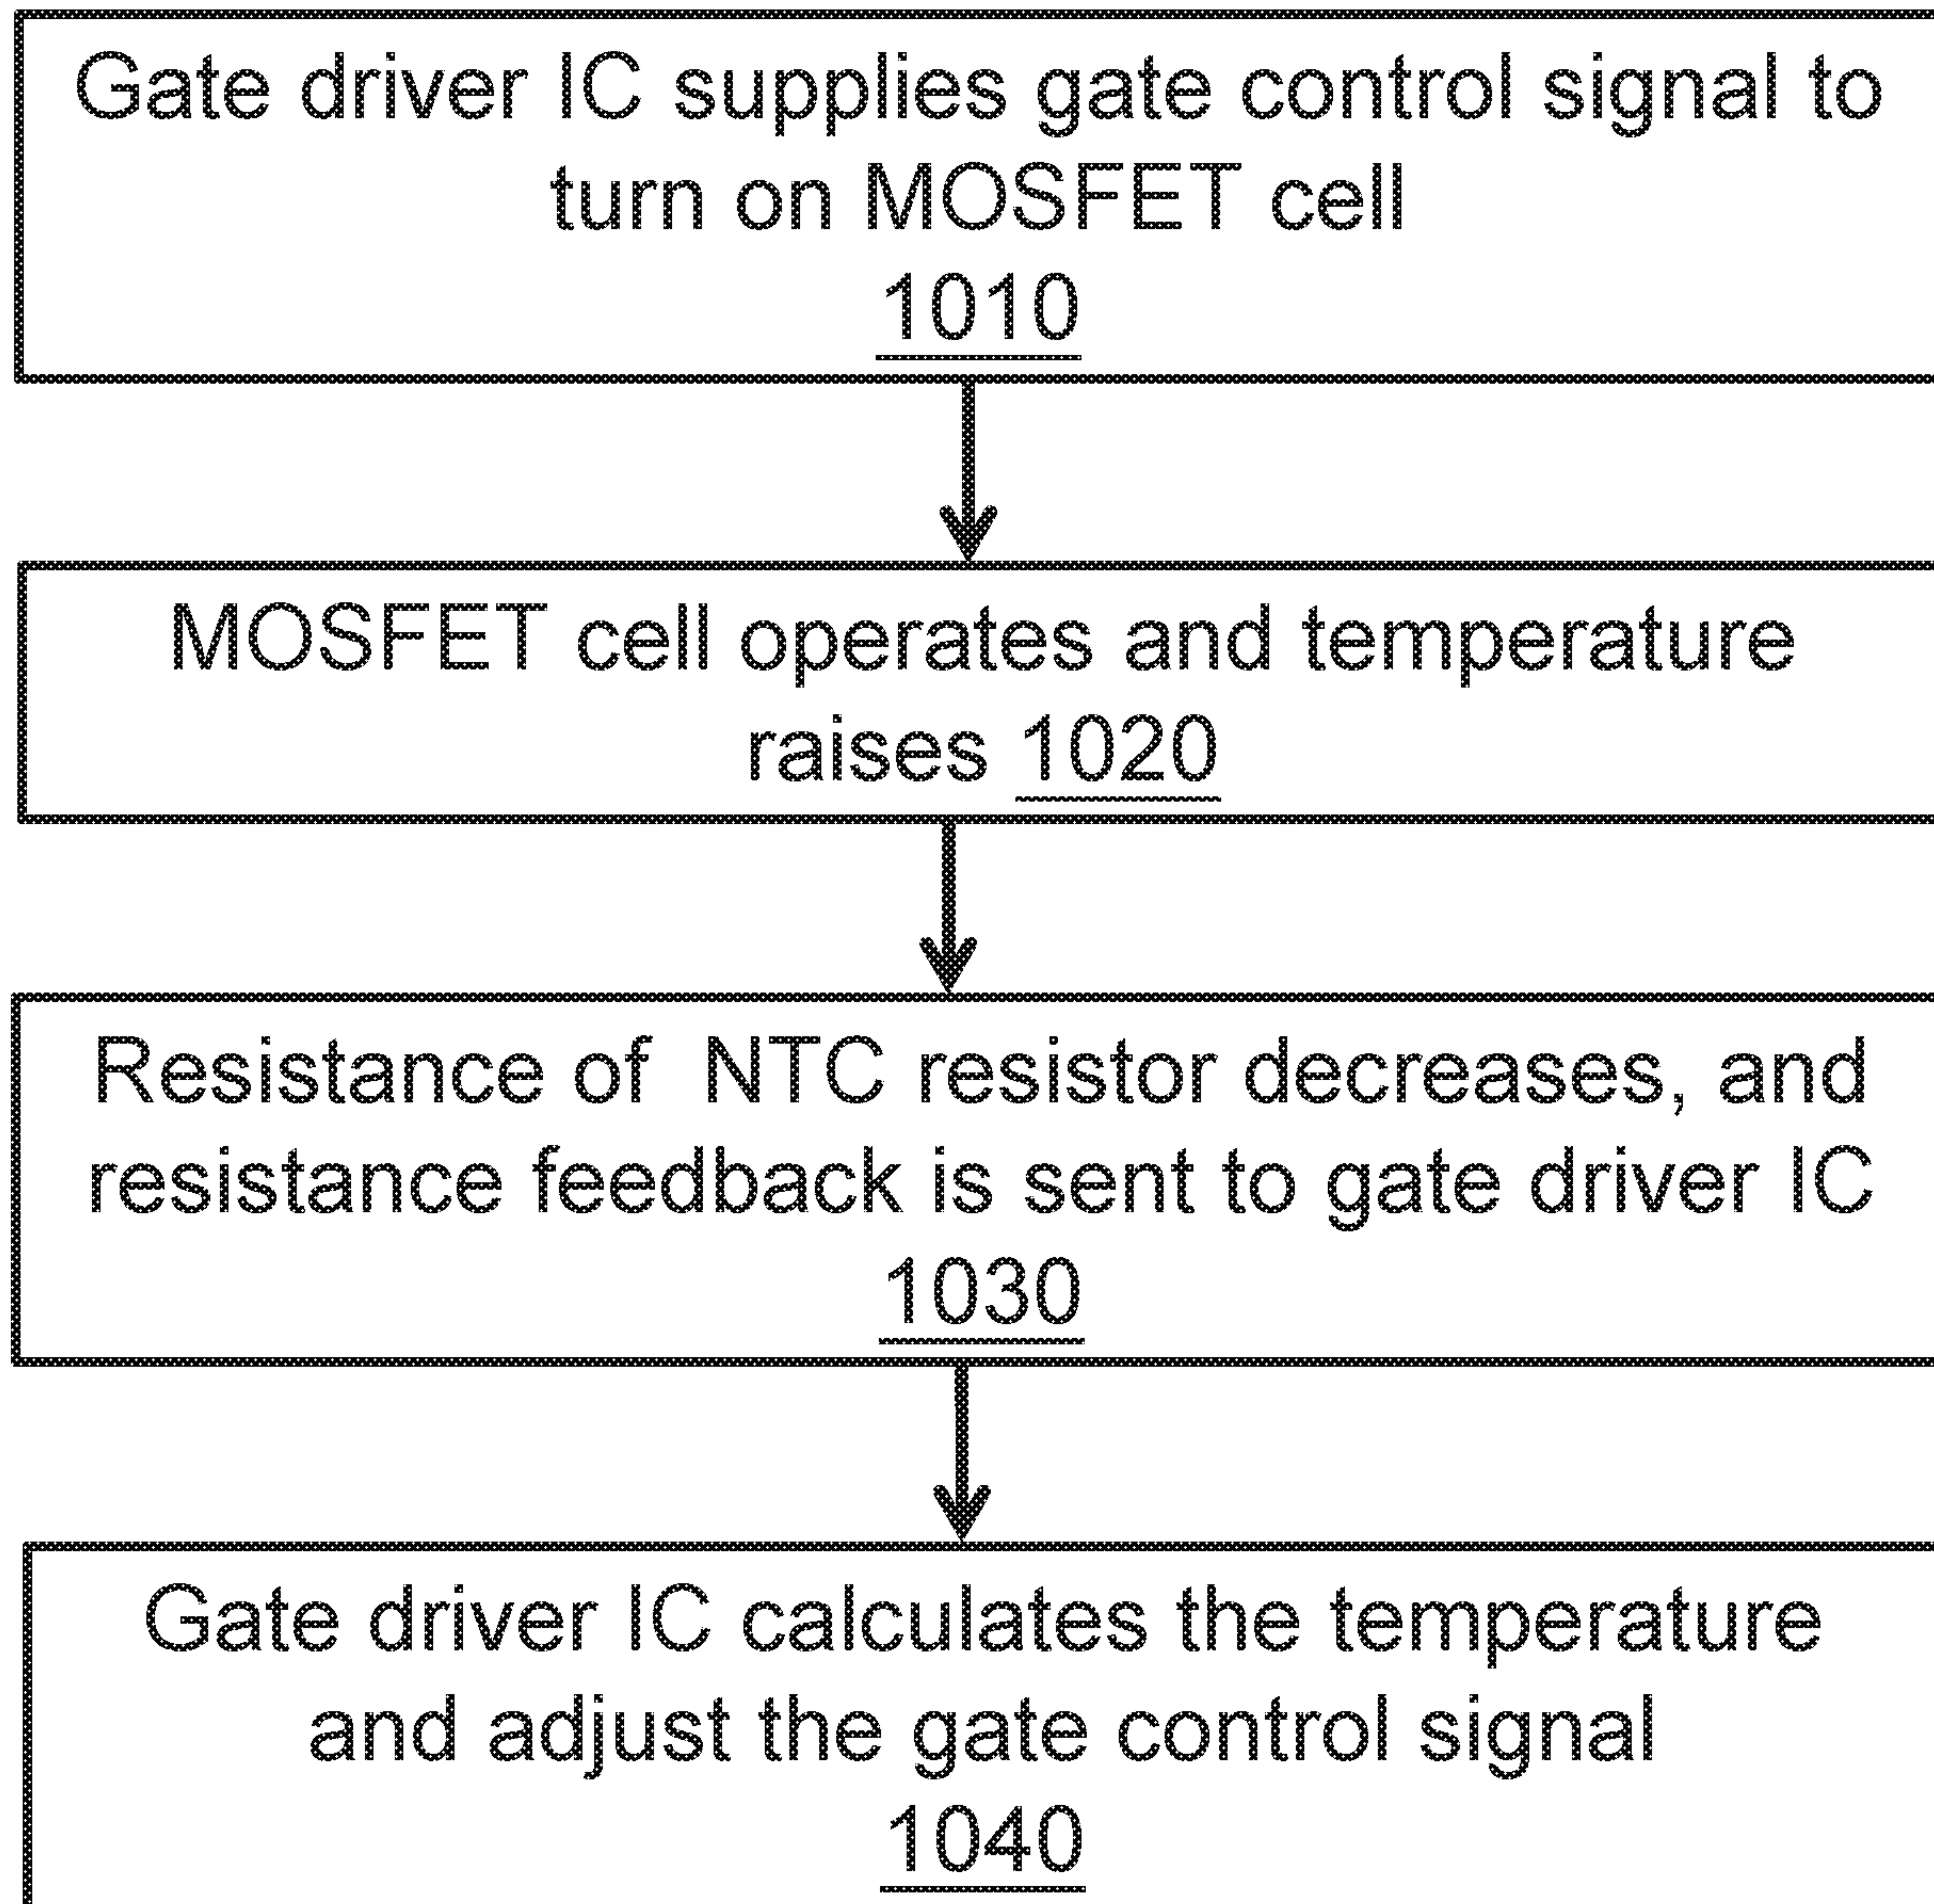 Gate driver IC supplies gate control signal to
turn on MOSFET cell
1010
MOSFET cell operates and temperature
raises 1020
Resistance of NTC resistor decreases, and
resistance feedback is sent to gate driver IC
1030
Gate driver IC calculates the temperature
and adjust the gate control signal
1040